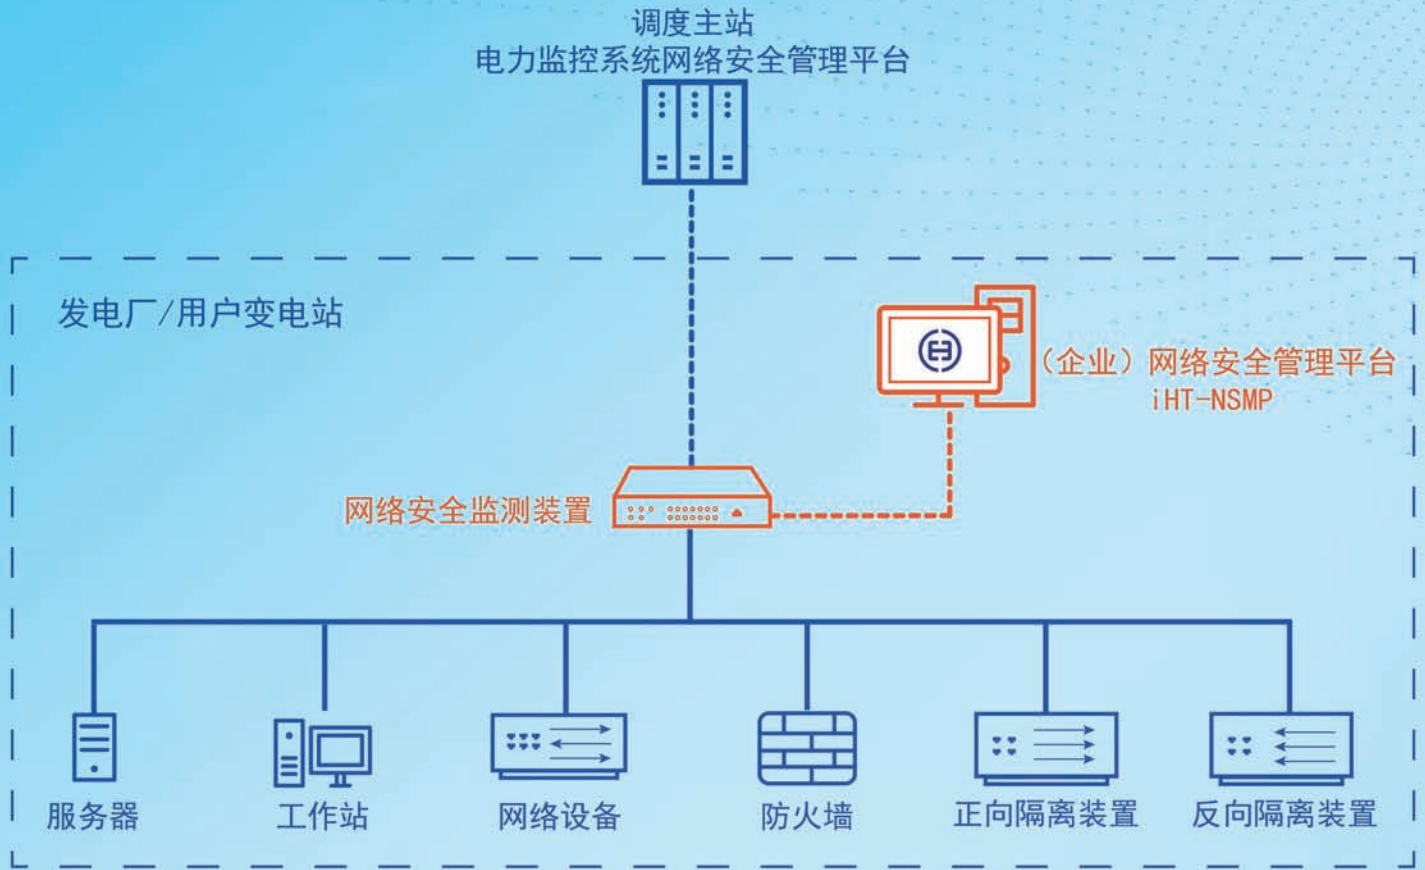 调度主站
电力监控系统网络安全管理平台
发电厂/用户变电站
（企业）网络安全管理平台
iHT-NSMP
网络安全监测装置
服务器
工作站
网络设备
防火墙
正向隔离装置
反向隔离装置